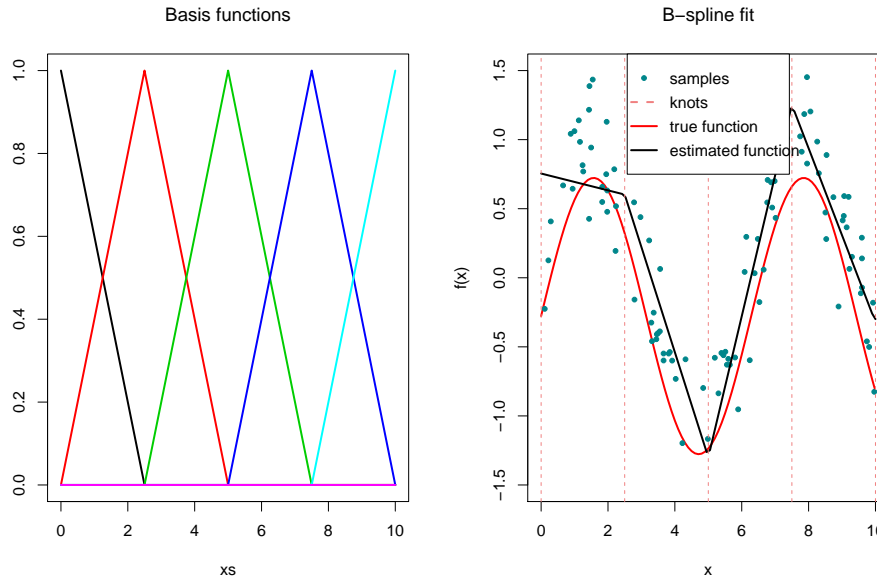 Basis functions
1.0
0.8
0.6
0.4
0.2
0.0
0 2 4 6 8 10
xs
B−spline fit
samples
knots
true function
estimated function
f(x)
1.5
1.0
0.5
0.0
−0.5
−1.0
−1.5
0 2 4 6 8 10
x